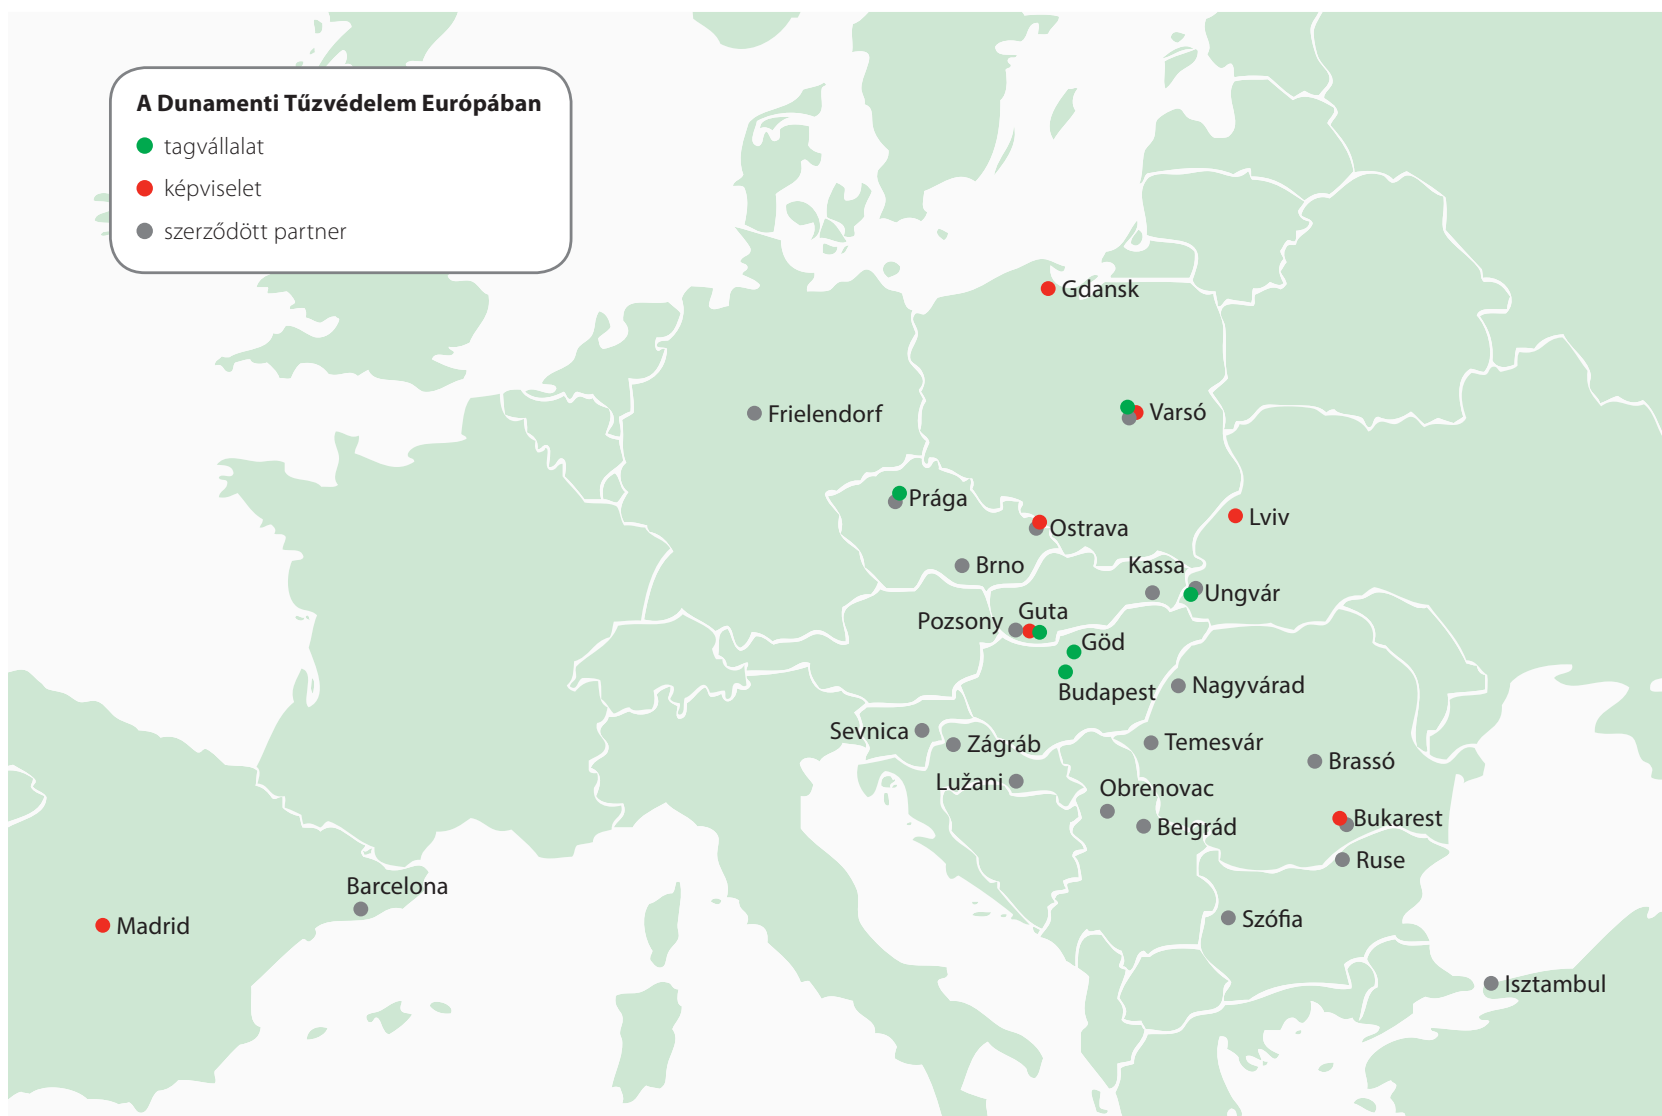 A Dunamenti Tűzvédelem Európában
tagvállalat
képviselet
szerződött partner
Gdansk
Frielendorf
Varsó
Prága
Ostrava
Lviv
Brno
Kassa
Ungvár
Guta
Pozsony
Göd
Budapest
Nagyvárad
Sevnica
Zágráb
Temesvár
Brassó
Lužani
Obrenovac
Bukarest
Belgrád
Ruse
Barcelona
Madrid
Szófia
Isztambul